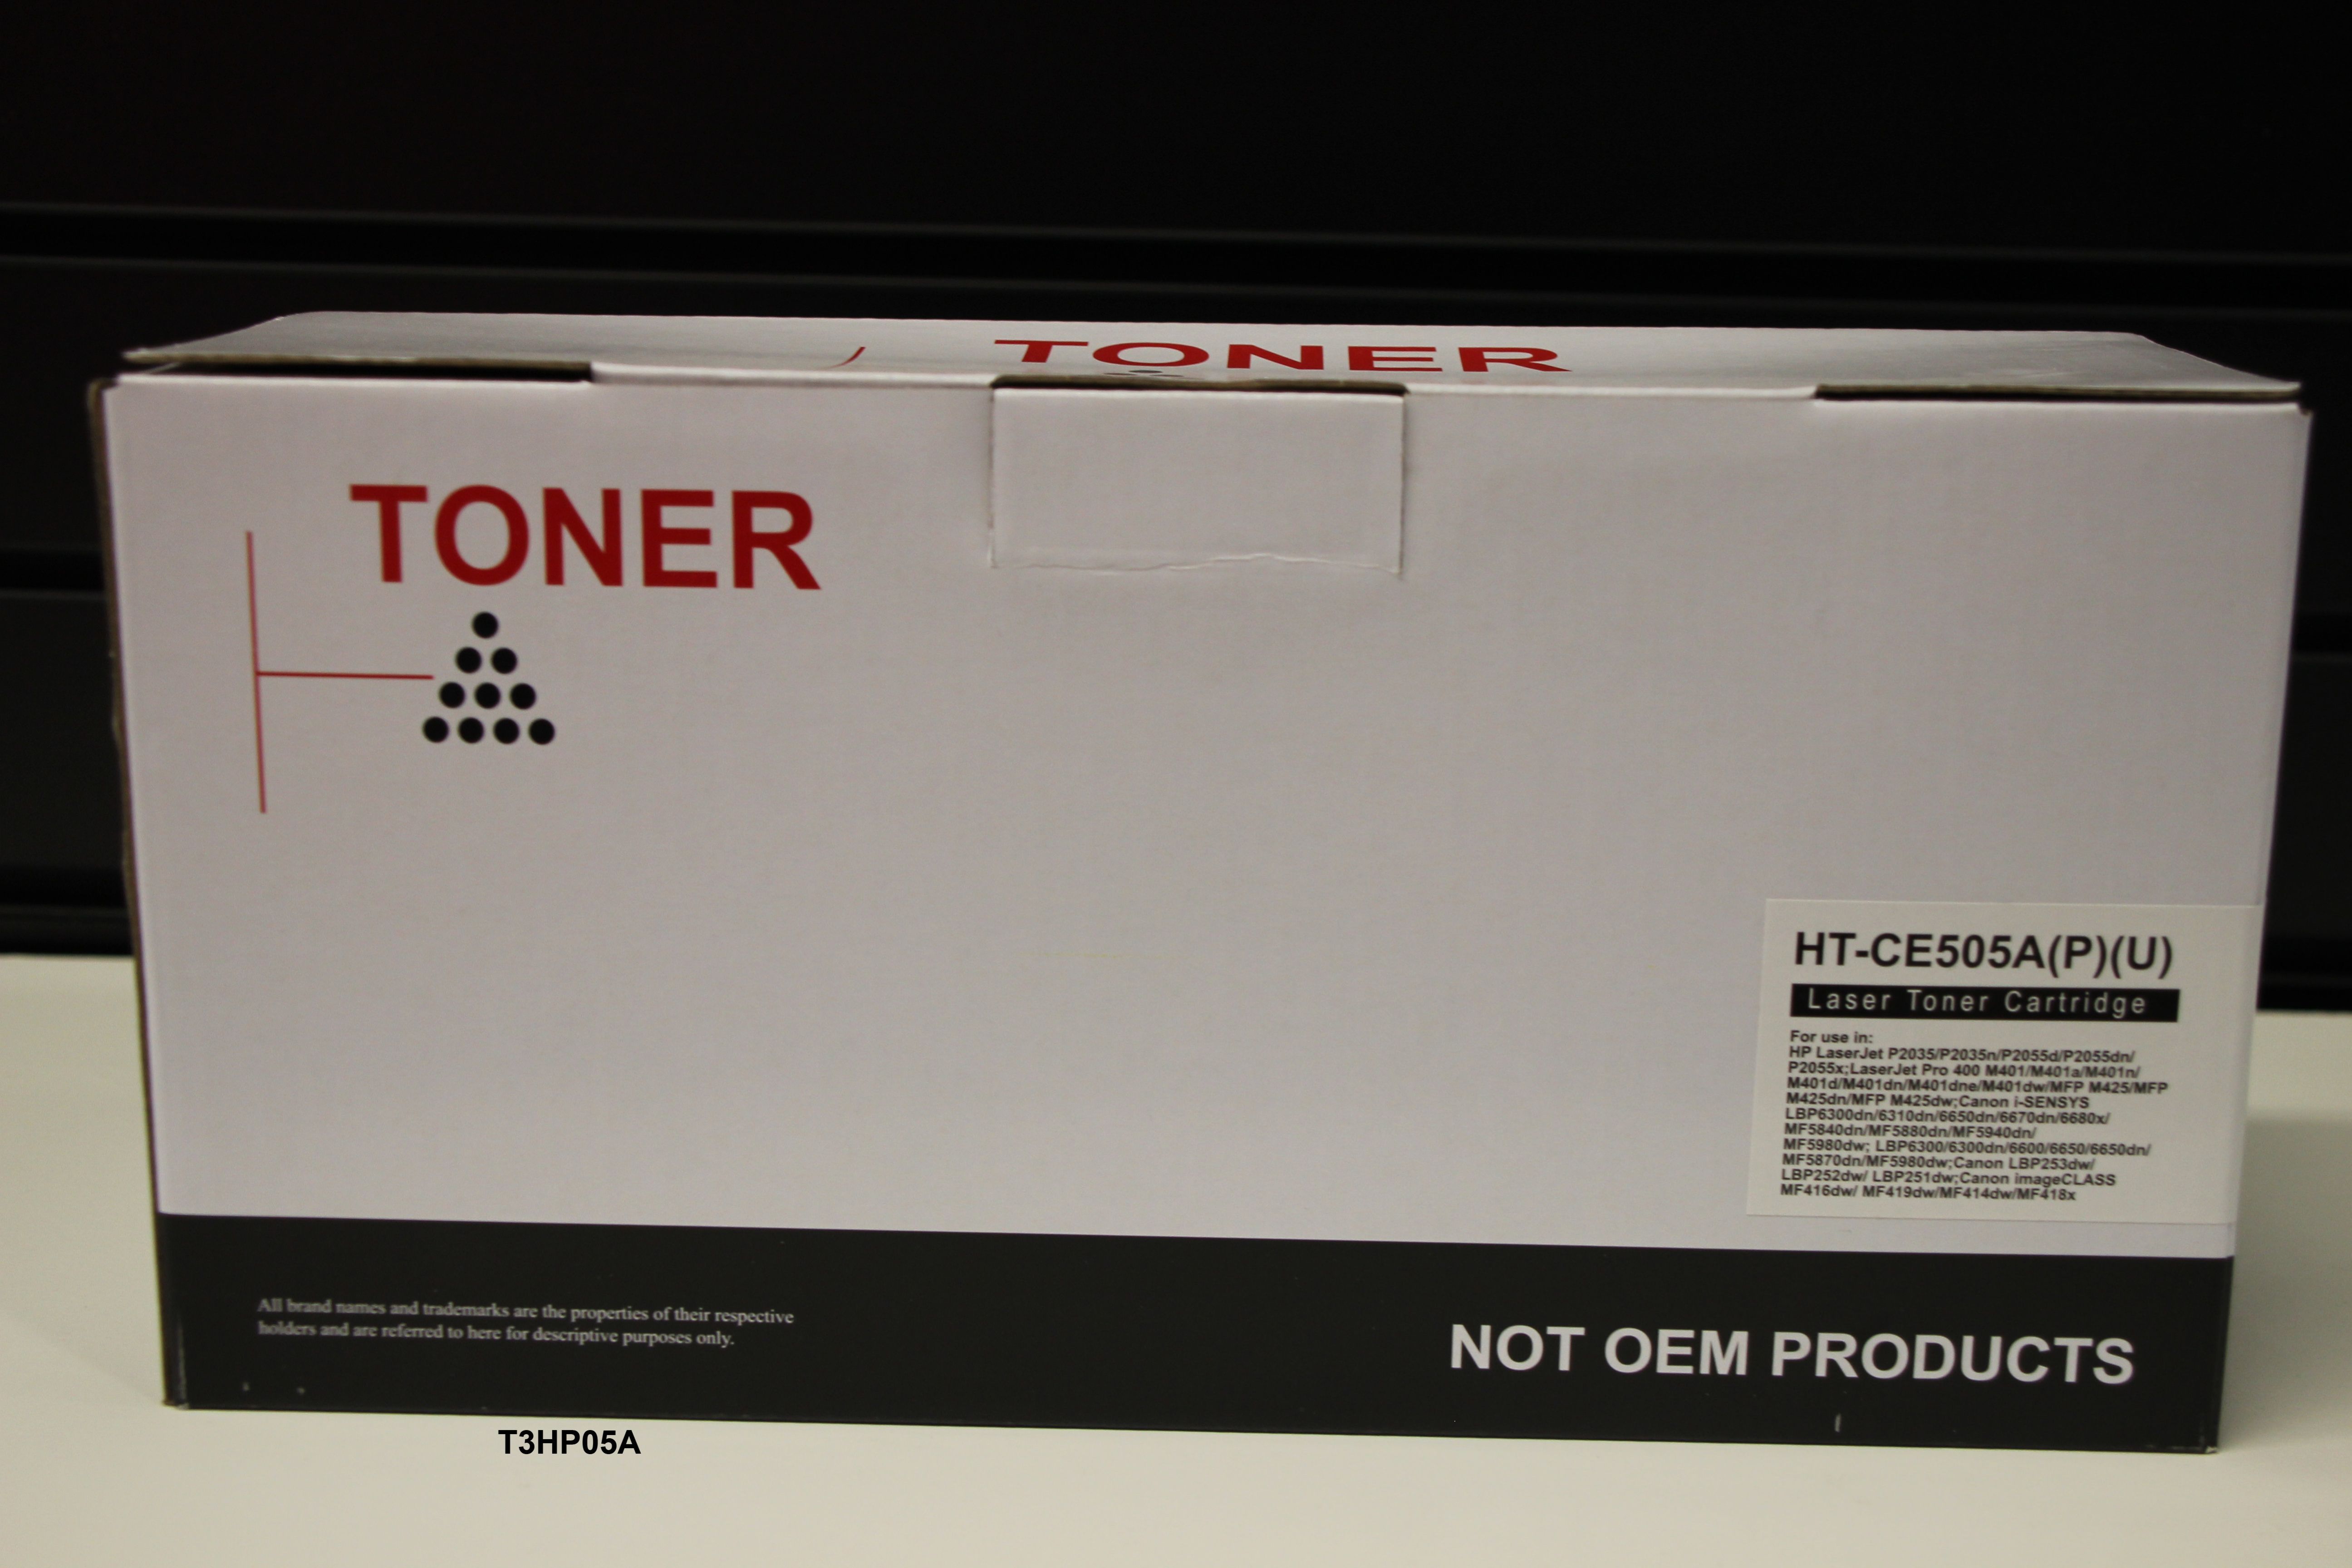 TONER
TONER
HT-CE505A(P)(U)
Laser Toner Cartridge
For use in:
HP LaserJet P2035/P2035n/P2055d/P2055dn/
P2055x;LaserJet Pro 400 M401/M401a/M401n/
M401d/M401dn/M401dne/M401dw/MFP M425/MFP
M425dn/MFP M425dw;Canon i-SENSYS
LBP6300dn/6310dn/6650dn/6670dn/6680x/
MF5840dn/MF5880dn/MF5940dn/
MF5980dw; LBP6300/6300dn/6600/6650/6650dn/
MF5870dn/MF5980dw;Canon LBP253dw/
LBP252dw/ LBP251dw;Canon imageCLASS
MF416dw/ MF419dw/MF414dw/MF418x
All brand names and trademarks are the properties of their respective
holders and are referred to here for descriptive purposes only.
NOT OEM PRODUCTS
T3HP05A